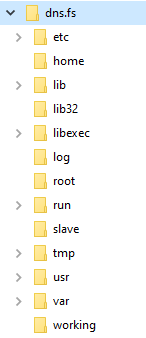 dns.fs
etc
home
lib
lib32
libexec
log
root
run
slave
tmp
usr
var
working